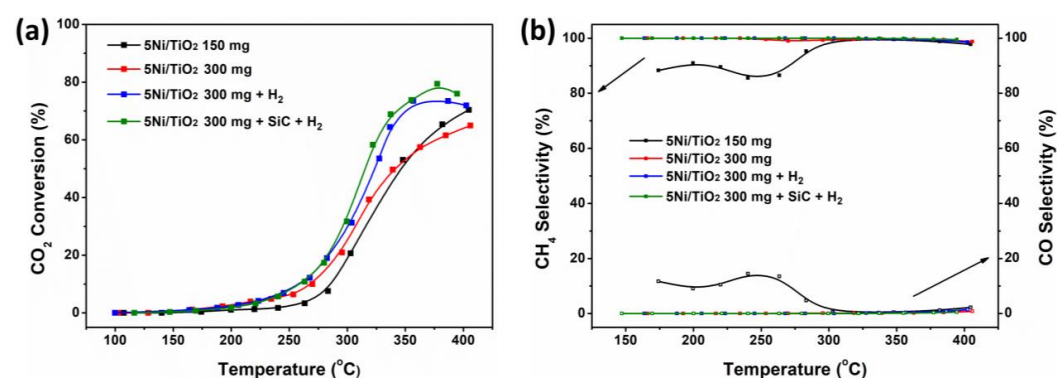 (a)
100
80
60
40
20
0
CO2 Conversion (%)
5Ni/TiO2 150 mg
5Ni/TiO2 300 mg
5Ni/TiO2 300 mg + H2
5Ni/TiO2 300 mg + SiC + H2
100 150 200 250 300 350 400
Temperature (oC)
(b)
100
80
60
40
20
0
CH4 Selectivity (%)
5Ni/TiO2 150 mg
5Ni/TiO2 300 mg
5Ni/TiO2 300 mg + H2
5Ni/TiO2 300 mg + SiC + H2
100
80
60
40
20
0
CO Selectivity (%)
150 200 250 300 350 400
Temperature (oC)